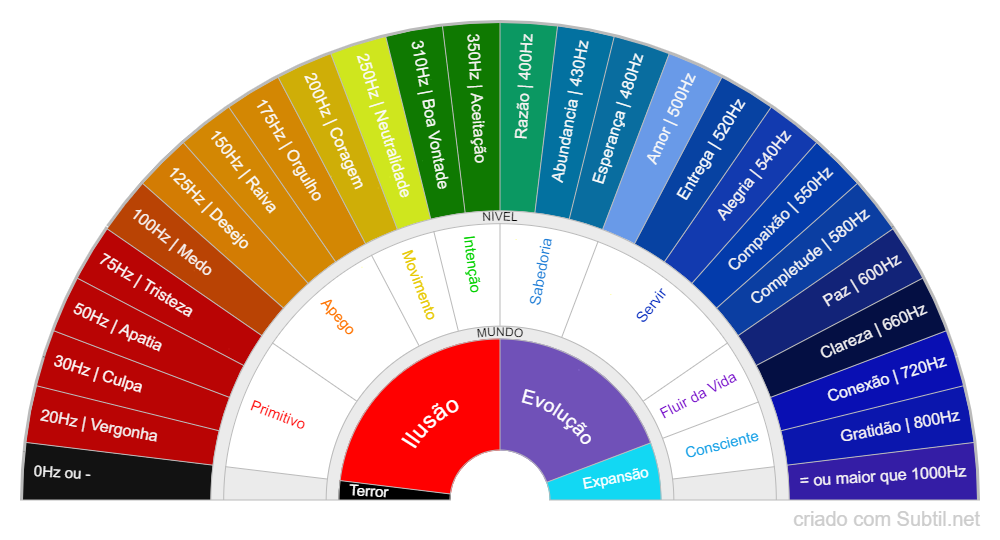 0Hz ou -
20Hz | Vergonha
30Hz | Culpa
50Hz | Apatia
75Hz | Tristeza
100Hz | Medo
125Hz | Desejo
150Hz | Raiva
175Hz | Orgulho
200Hz | Coragem
250Hz | Neutralidade
310Hz | Boa Vontade
350Hz | Aceitação
Razão | 400Hz
Abundancia | 430Hz
Esperança | 480Hz
Amor | 500Hz
Entrega | 520Hz
Alegria | 540Hz
Compaixão | 550Hz
Completude | 580Hz
Paz | 600Hz
Clareza | 660Hz
Conexão | 720Hz
Gratidão | 800Hz
= ou maior que 1000Hz
NÍVEL
Primitivo
Apego
Movimento
Intenção
Sabedoria
Servir
Fluir da Vida
Consciente
MUNDO
Terror
Ilusão
Evolução
Expansão
criado com Subtil.net